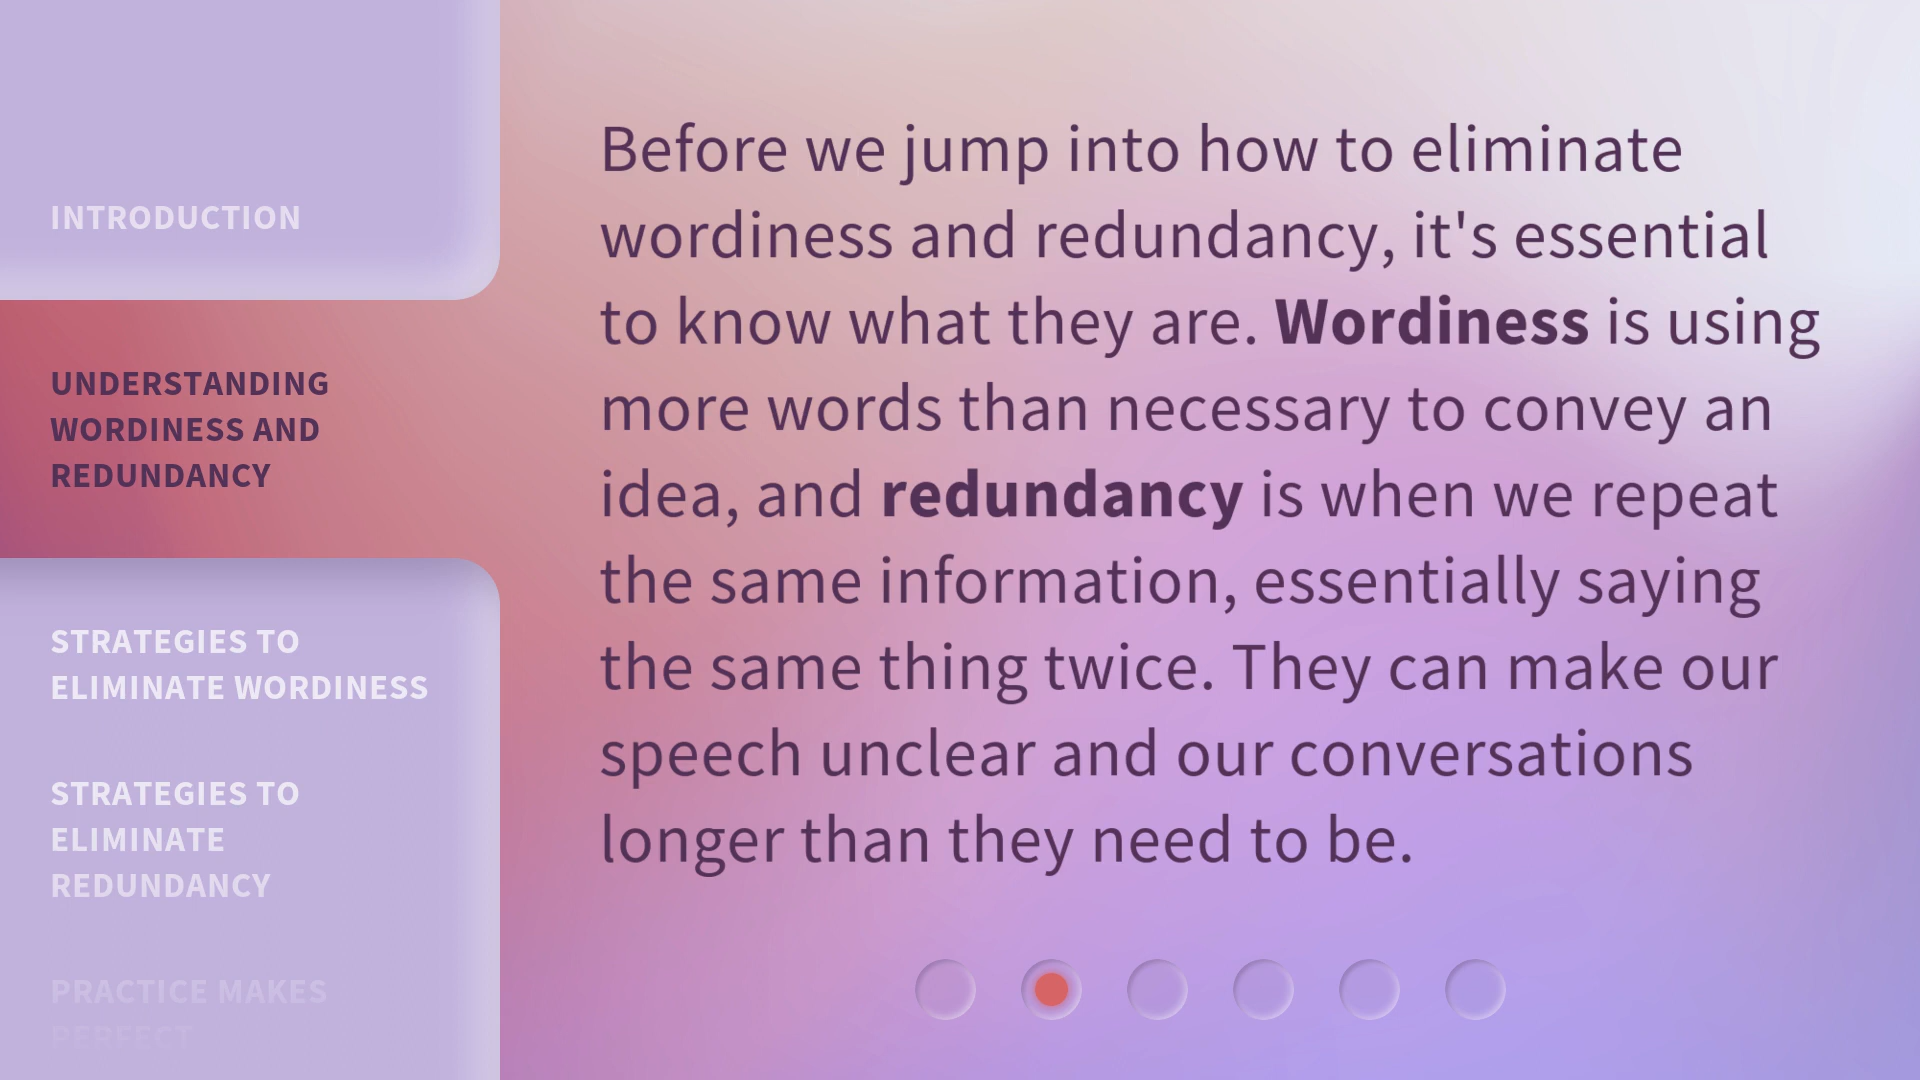 INTRODUCTION
UNDERSTANDING
WORDINESS AND
REDUNDANCY
STRATEGIES TO
ELIMINATE WORDINESS
STRATEGIES TO
ELIMINATE
REDUNDANCY
PRACTICE MAKES
PERFECT
Before we jump into how to eliminate
wordiness and redundancy, it's essential
to know what they are. Wordiness is using
more words than necessary to convey an
idea, and redundancy is when we repeat
the same information, essentially saying
the same thing twice. They can make our
speech unclear and our conversations
longer than they need to be.